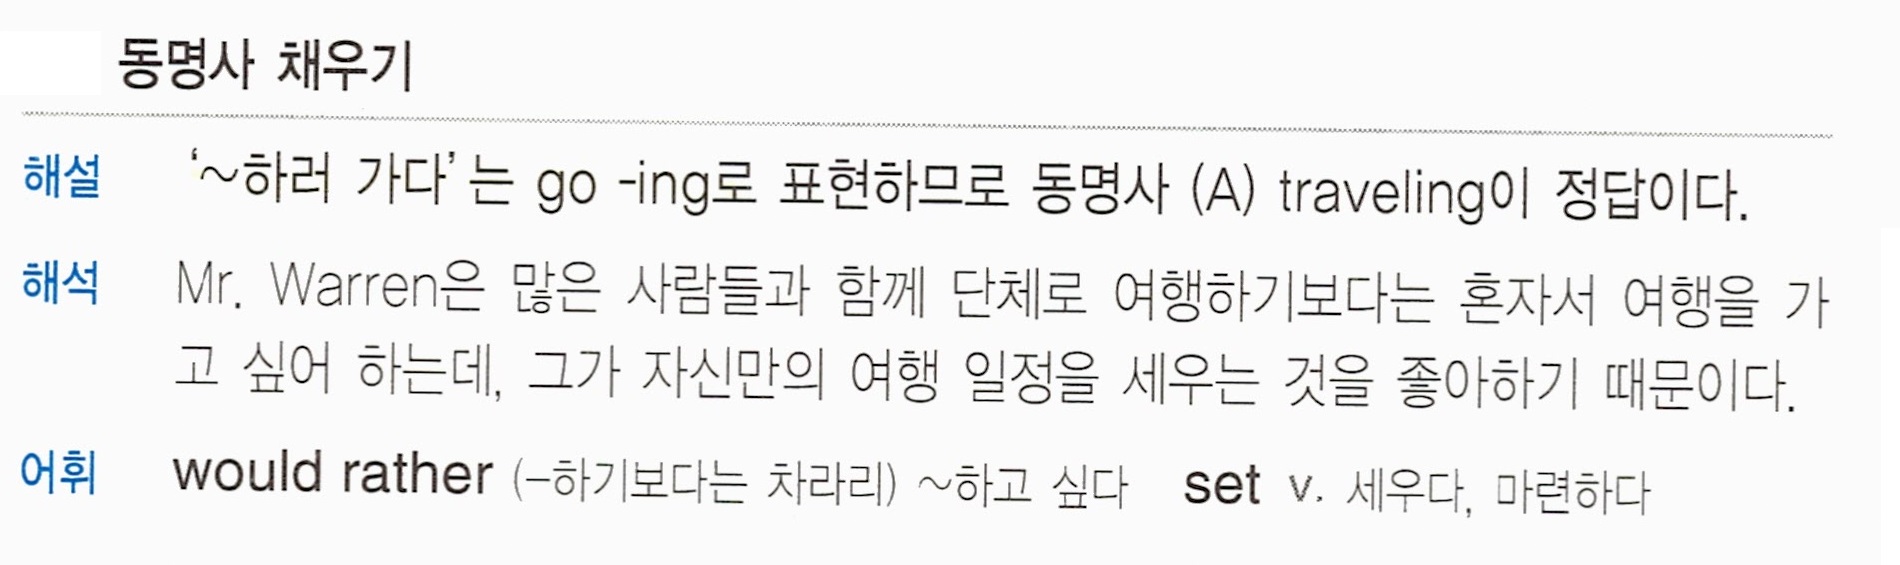 동명사 채우기
해설 ‘~하러 가다’는 go -ing로 표현하므로 동명사 (A) traveling이 정답이다.
해석 Mr. Warren은 많은 사람들과 함께 단체로 여행하기보다는 혼자서 여행을 가
고 싶어 하는데, 그가 자신만의 여행 일정을 세우는 것을 좋아하기 때문이다.
어휘 would rather (-하기보다는 차라리) ~하고 싶다 set v. 세우다, 마련하다